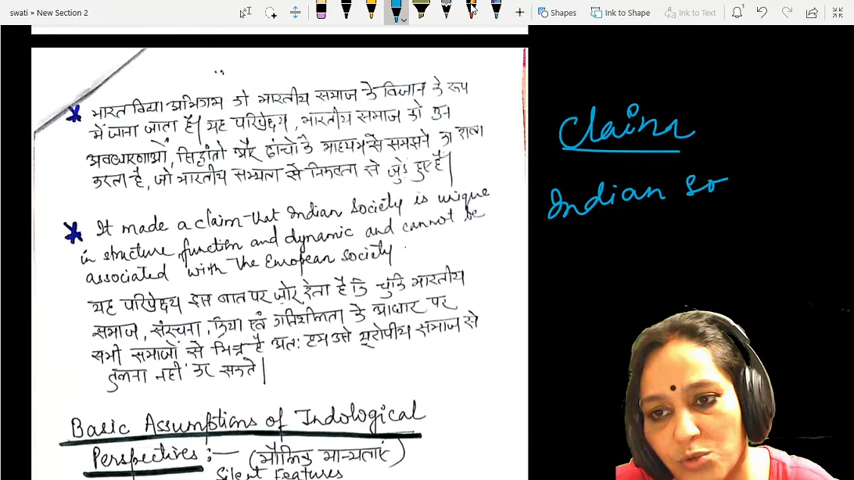 swati » New Section 2
Shapes
Ink to Shape
Ink to Text
Claims
Indian so
भारत विद्या अभिगम को भारतीय समाज के विज्ञान के रूप
में जाना जाता है। यह परिप्रेक्ष्य, भारतीय समाज को उन
अवधारणाओं, सिद्धांतो और ढांचों के माध्यम से समझने का दावा
करता है, जो भारतीय सभ्यता से निकटता से जुड़े हुए है।
It made a claim that Indian Society is unique
in structure, function and dynamic and cannot be
associated with the European Society.
यह परिप्रेक्ष्य इस बात पर ज़ोर देता है कि चुंकि भारतीय
समाज, संरचना, क्रिया एवं गतिशीलता के आधार पर
सभी समाजों से भिन्न है अतः हम उसे यूरोपीय समाज से
तुलना नही कर सकते।
Basic Assumptions of Indological
Perspectives :— (मौलिक मान्यताएं)
Silent Features